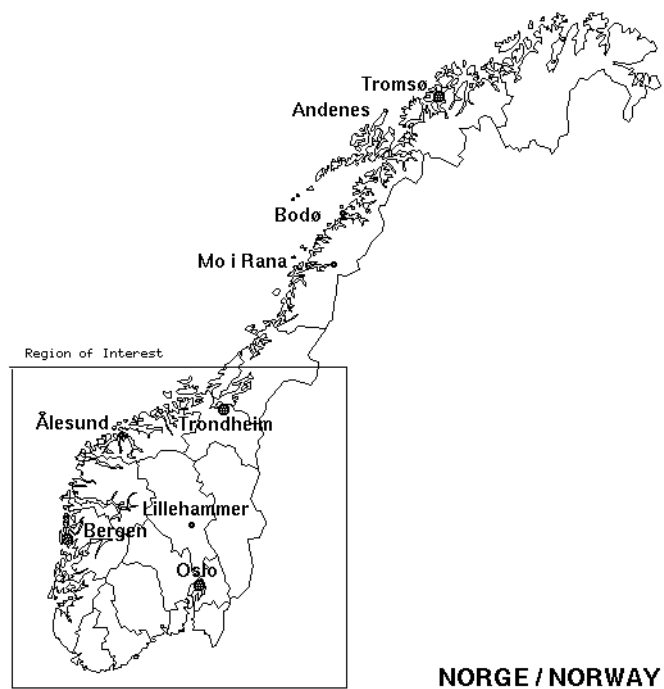 Tromsø
Andenes
Bodø
Mo i Rana
Region of Interest
Ålesund
Trondheim
Lillehammer
Bergen
Oslo
NORGE / NORWAY